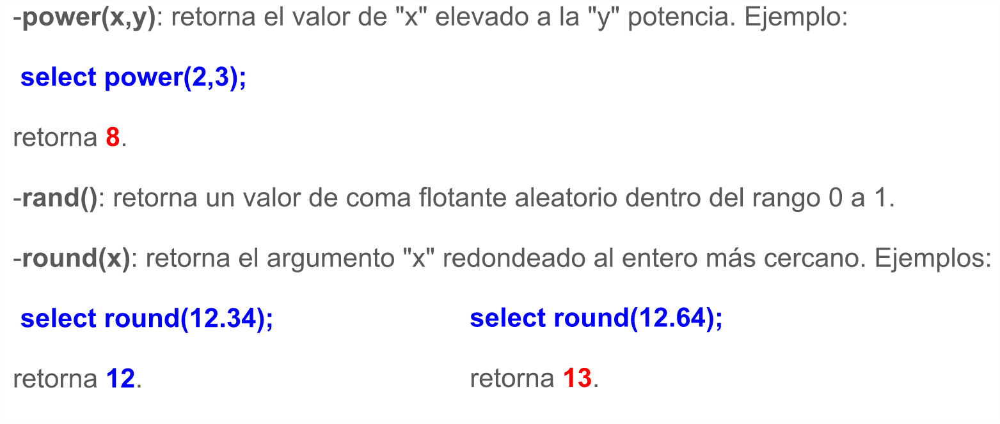 -power(x,y): retorna el valor de "x" elevado a la "y" potencia. Ejemplo:
select power(2,3);
retorna 8.
-rand(): retorna un valor de coma flotante aleatorio dentro del rango 0 a 1.
-round(x): retorna el argumento "x" redondeado al entero más cercano. Ejemplos:
select round(12.34);
retorna 12.
select round(12.64);
retorna 13.